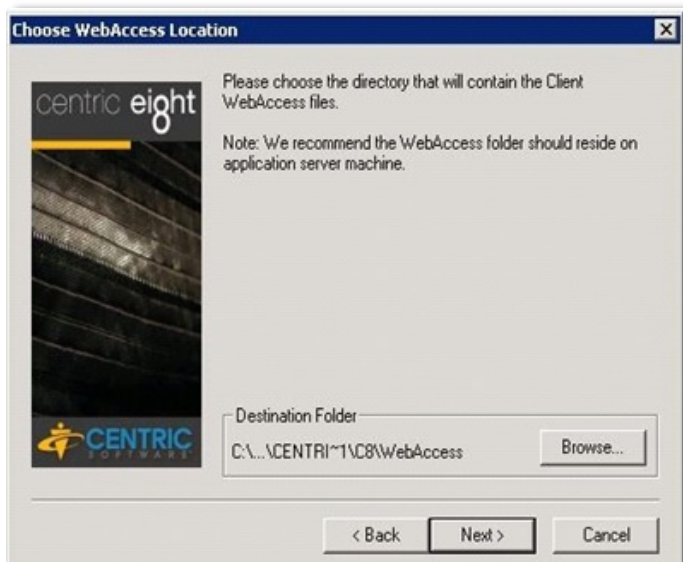 Choose WebAccess Location
centric eight
8
Please choose the directory that will contain the Client
WebAccess files.
Note: We recommend the WebAccess folder should reside on
application server machine.
CENTRIC
SOFTWARE
Destination Folder
C:\...\CENTRI~1\C8\WebAccess
Browse...
< Back
Next >
Cancel